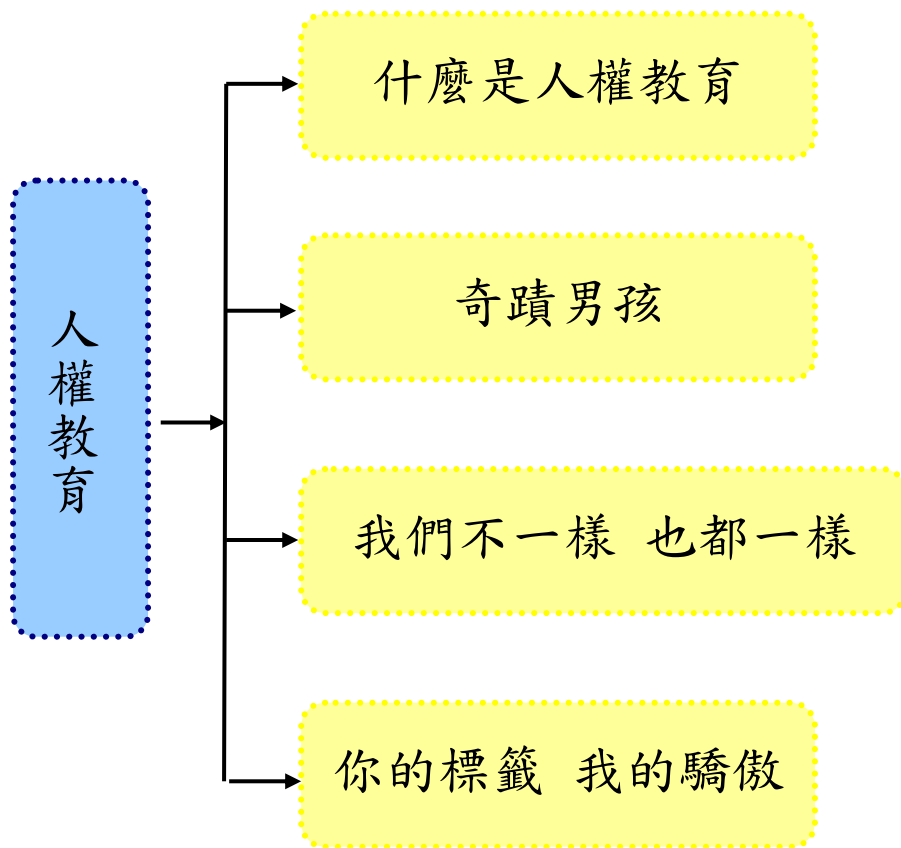 人權教育
什麼是人權教育
奇蹟男孩
我們不一樣 也都一樣
你的標籤 我的驕傲